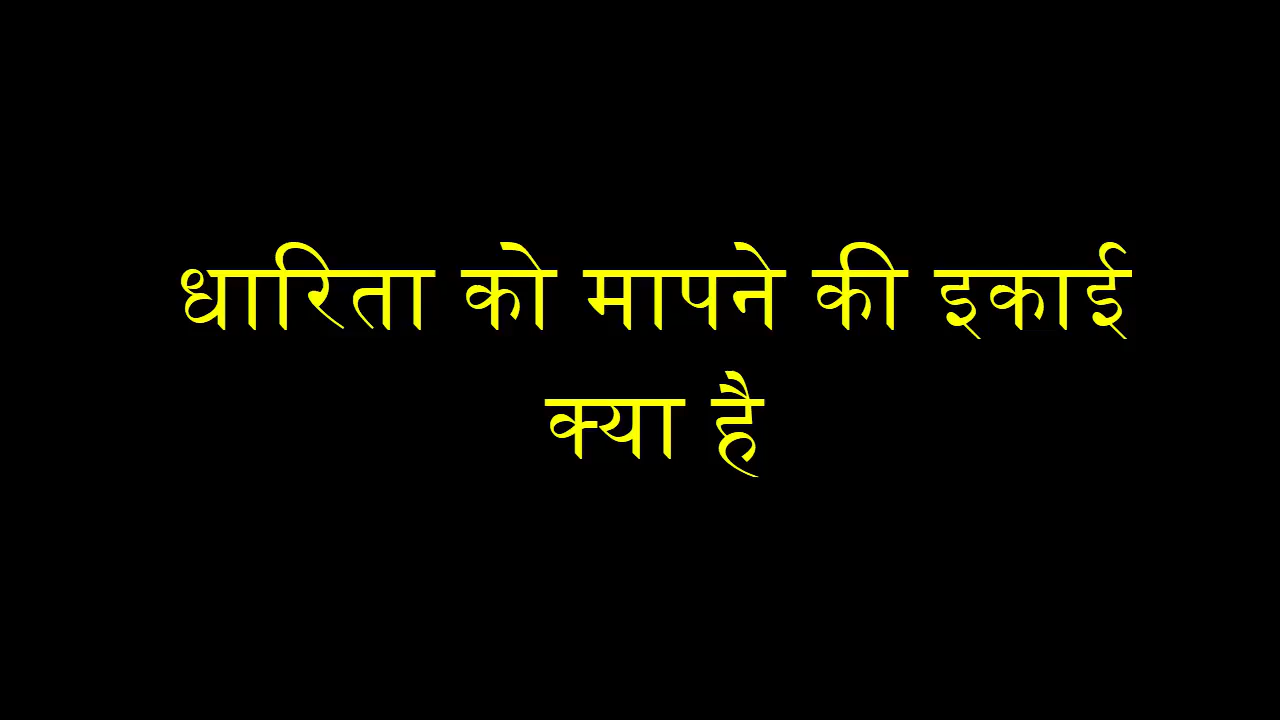 धारिता को मापने की इकाई
क्या है